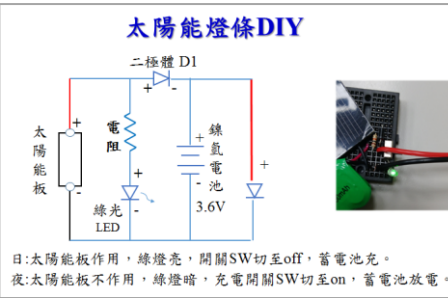 太陽能燈條DIY
二極體 D1
+ -
+
太陽能板
-
電阻
+
-
綠光
LED
+
鎳氫電池
-
3.6V
+
日:太陽能板作用，綠燈亮，開關SW切至off，蓄電池充。
夜:太陽能板不作用，綠燈暗，充電開關SW切至on，蓄電池放電。